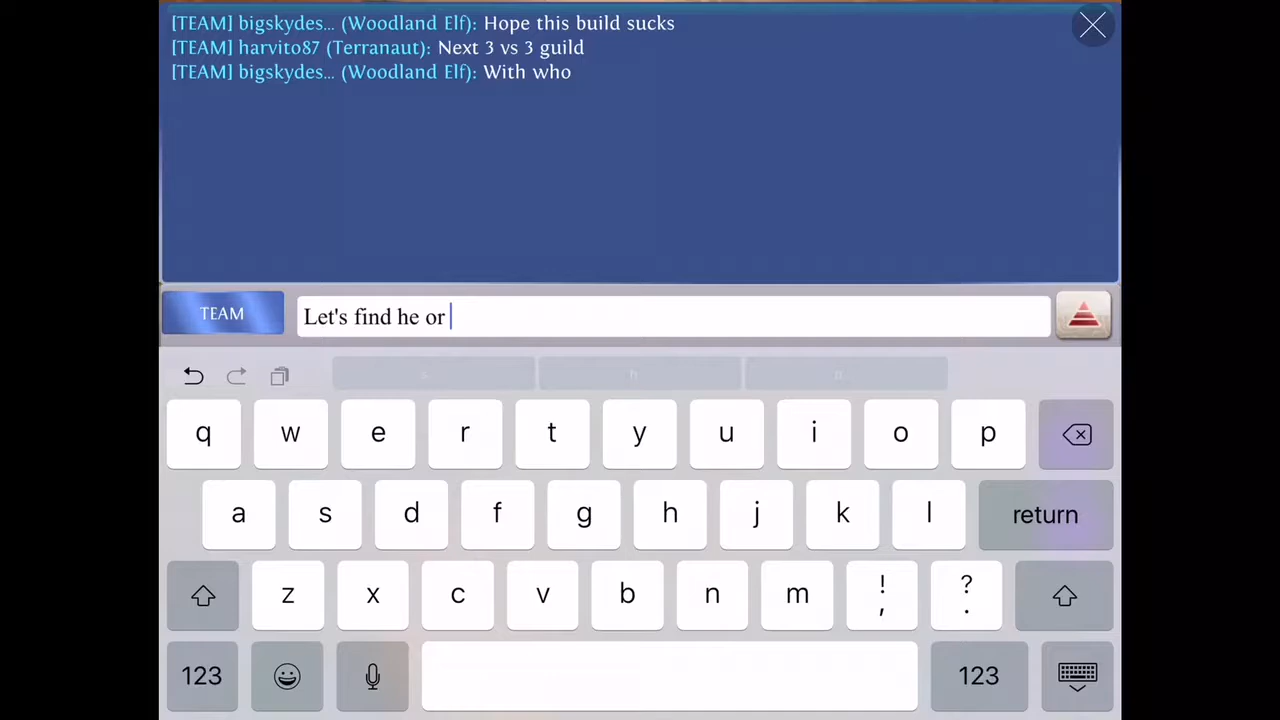 [TEAM] bigskydes... (Woodland Elf): Hope this build sucks
[TEAM] harvito87 (Terranaut): Next 3 vs 3 guild
[TEAM] bigskydes... (Woodland Elf): With who
TEAM Let's find he or
q w e r t y u i o p
a s d f g h j k l return
z x c v b n m ! , ? .
123 123